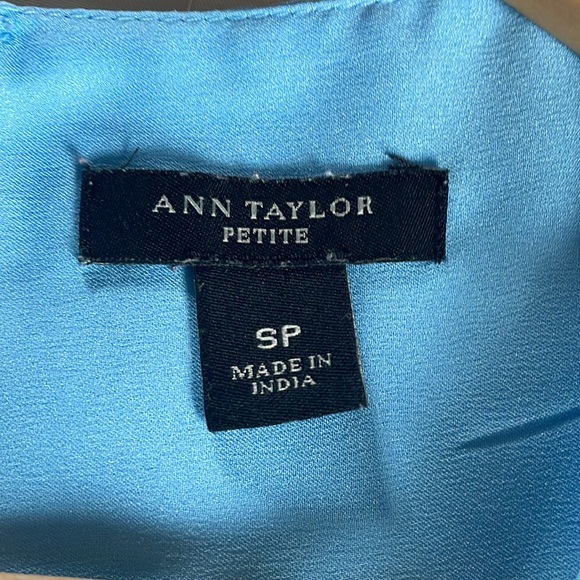 ANN TAYLOR
PETITE
SP
MADE IN
INDIA